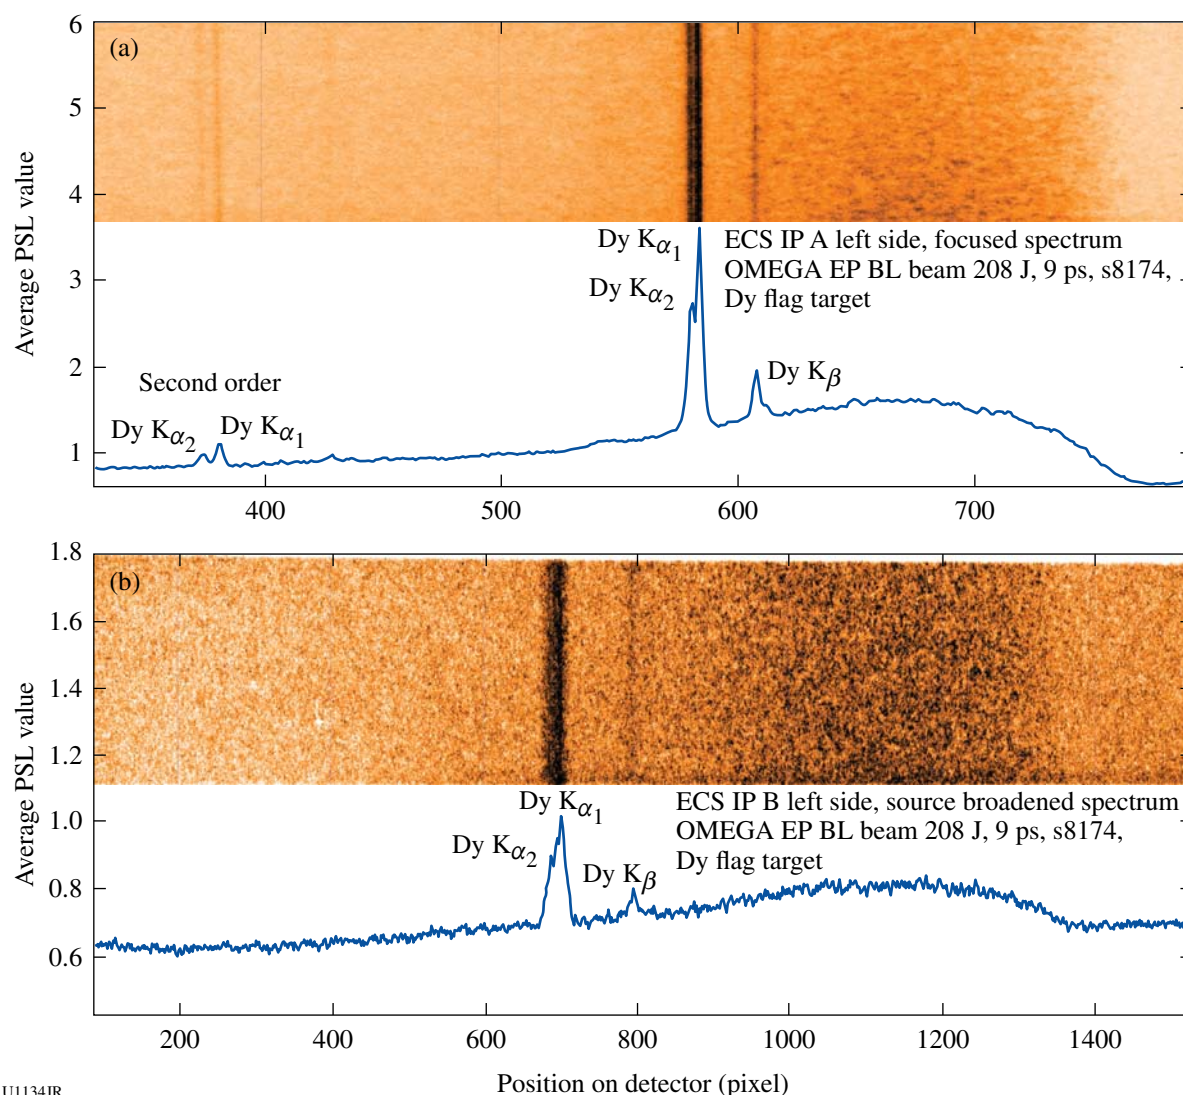 (a)
6
5
4
3
2
1
Average PSL value
Dy Kα1
Dy Kα2
ECS IP A left side, focused spectrum
OMEGA EP BL beam 208 J, 9 ps, s8174,
Dy flag target
Dy Kβ
Second order
Dy Kα2
Dy Kα1
400
500
600
700
(b)
1.8
1.6
1.4
1.2
1.0
0.8
0.6
Average PSL value
Dy Kα1
Dy Kα2
Dy Kβ
ECS IP B left side, source broadened spectrum
OMEGA EP BL beam 208 J, 9 ps, s8174,
Dy flag target
200
400
600
800
1000
1200
1400
Position on detector (pixel)
U1134JR